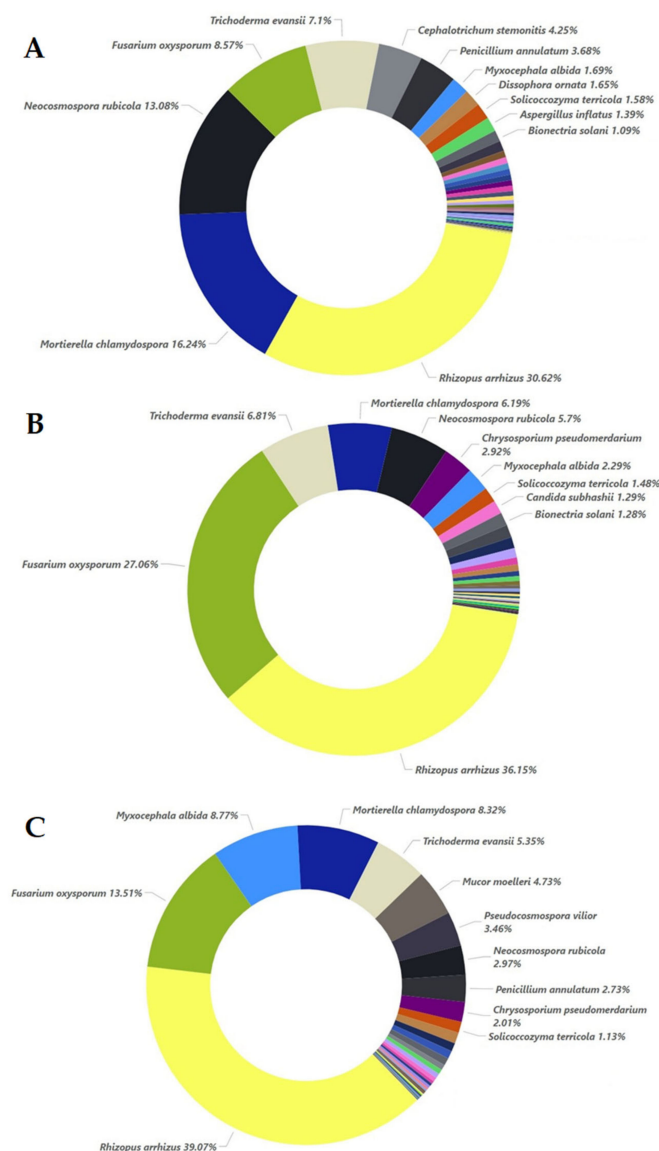 A
Trichoderma evansii 7.1%
Cephalotrichum stemonitis 4.25%
Fusarium oxysporum 8.57%
Penicillium annulatum 3.68%
Myxocephala albida 1.69%
Dissophora ornata 1.65%
Neocosmospora rubicola 13.08%
Solicoccozyma terricola 1.58%
Aspergillus inflatus 1.39%
Bionectria solani 1.09%
Mortierella chlamydospora 16.24%
Rhizopus arrhizus 30.62%
B
Mortierella chlamydospora 6.19%
Trichoderma evansii 6.81%
Neocosmospora rubicola 5.7%
Chrysosporium pseudomerdarium
2.92%
Myxocephala albida 2.29%
Solicoccozyma terricola 1.48%
Candida subhashii 1.29%
Bionectria solani 1.28%
Fusarium oxysporum 27.06%
Rhizopus arrhizus 36.15%
C
Mortierella chlamydospora 8.32%
Myxocephala albida 8.77%
Trichoderma evansii 5.35%
Mucor moelleri 4.73%
Fusarium oxysporum 13.51%
Pseudocosmospora vilior
3.46%
Neocosmospora rubicola
2.97%
Penicillium annulatum 2.73%
Chrysosporium pseudomerdarium
2.01%
Solicoccozyma terricola 1.13%
Rhizopus arrhizus 39.07%